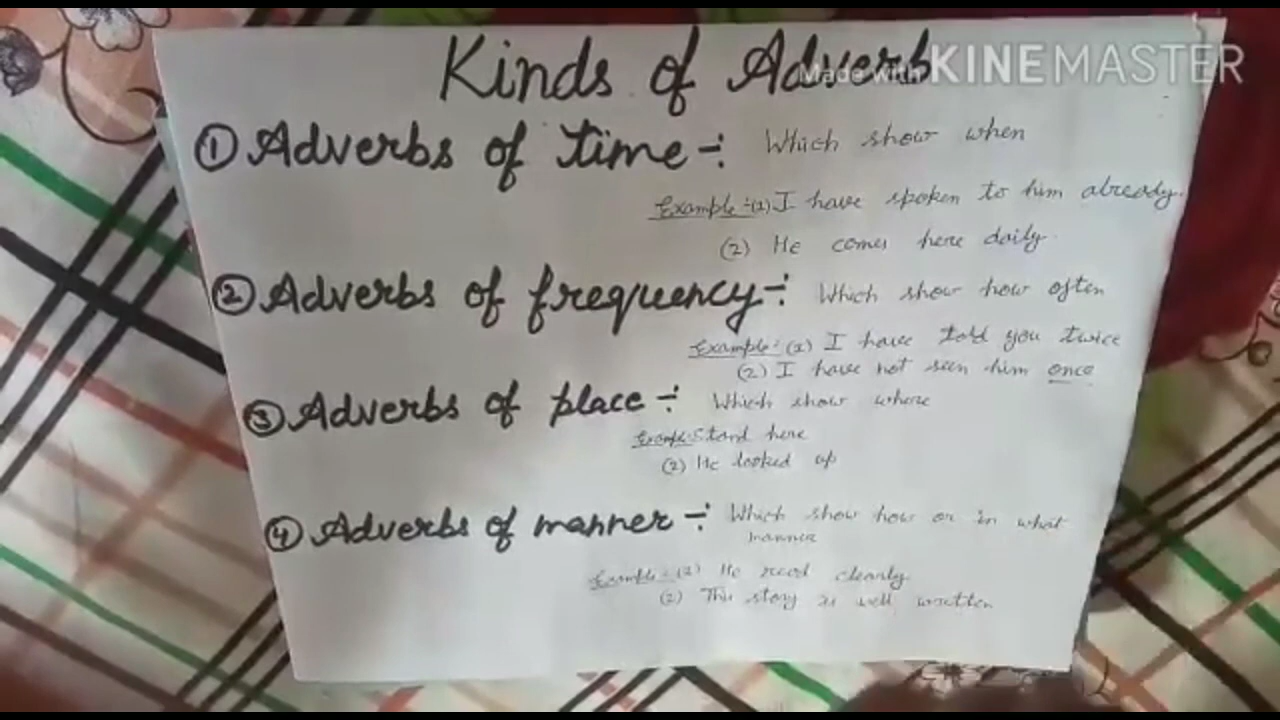 Kinds of Adverb
Made with KINEMASTER
① Adverbs of time -: Which show when
Example -: (1) I have spoken to him already.
(2) He comes here daily.
② Adverbs of frequency -: Which show how often
Example : (1) I have told you twice
(2) I have not seen him once
③ Adverbs of place -: Which show where
Example: Stand here
(2) He looked up
④ Adverbs of manner -: Which show how or in what
manner
Example : (1) He read clearly.
(2) This story is well written